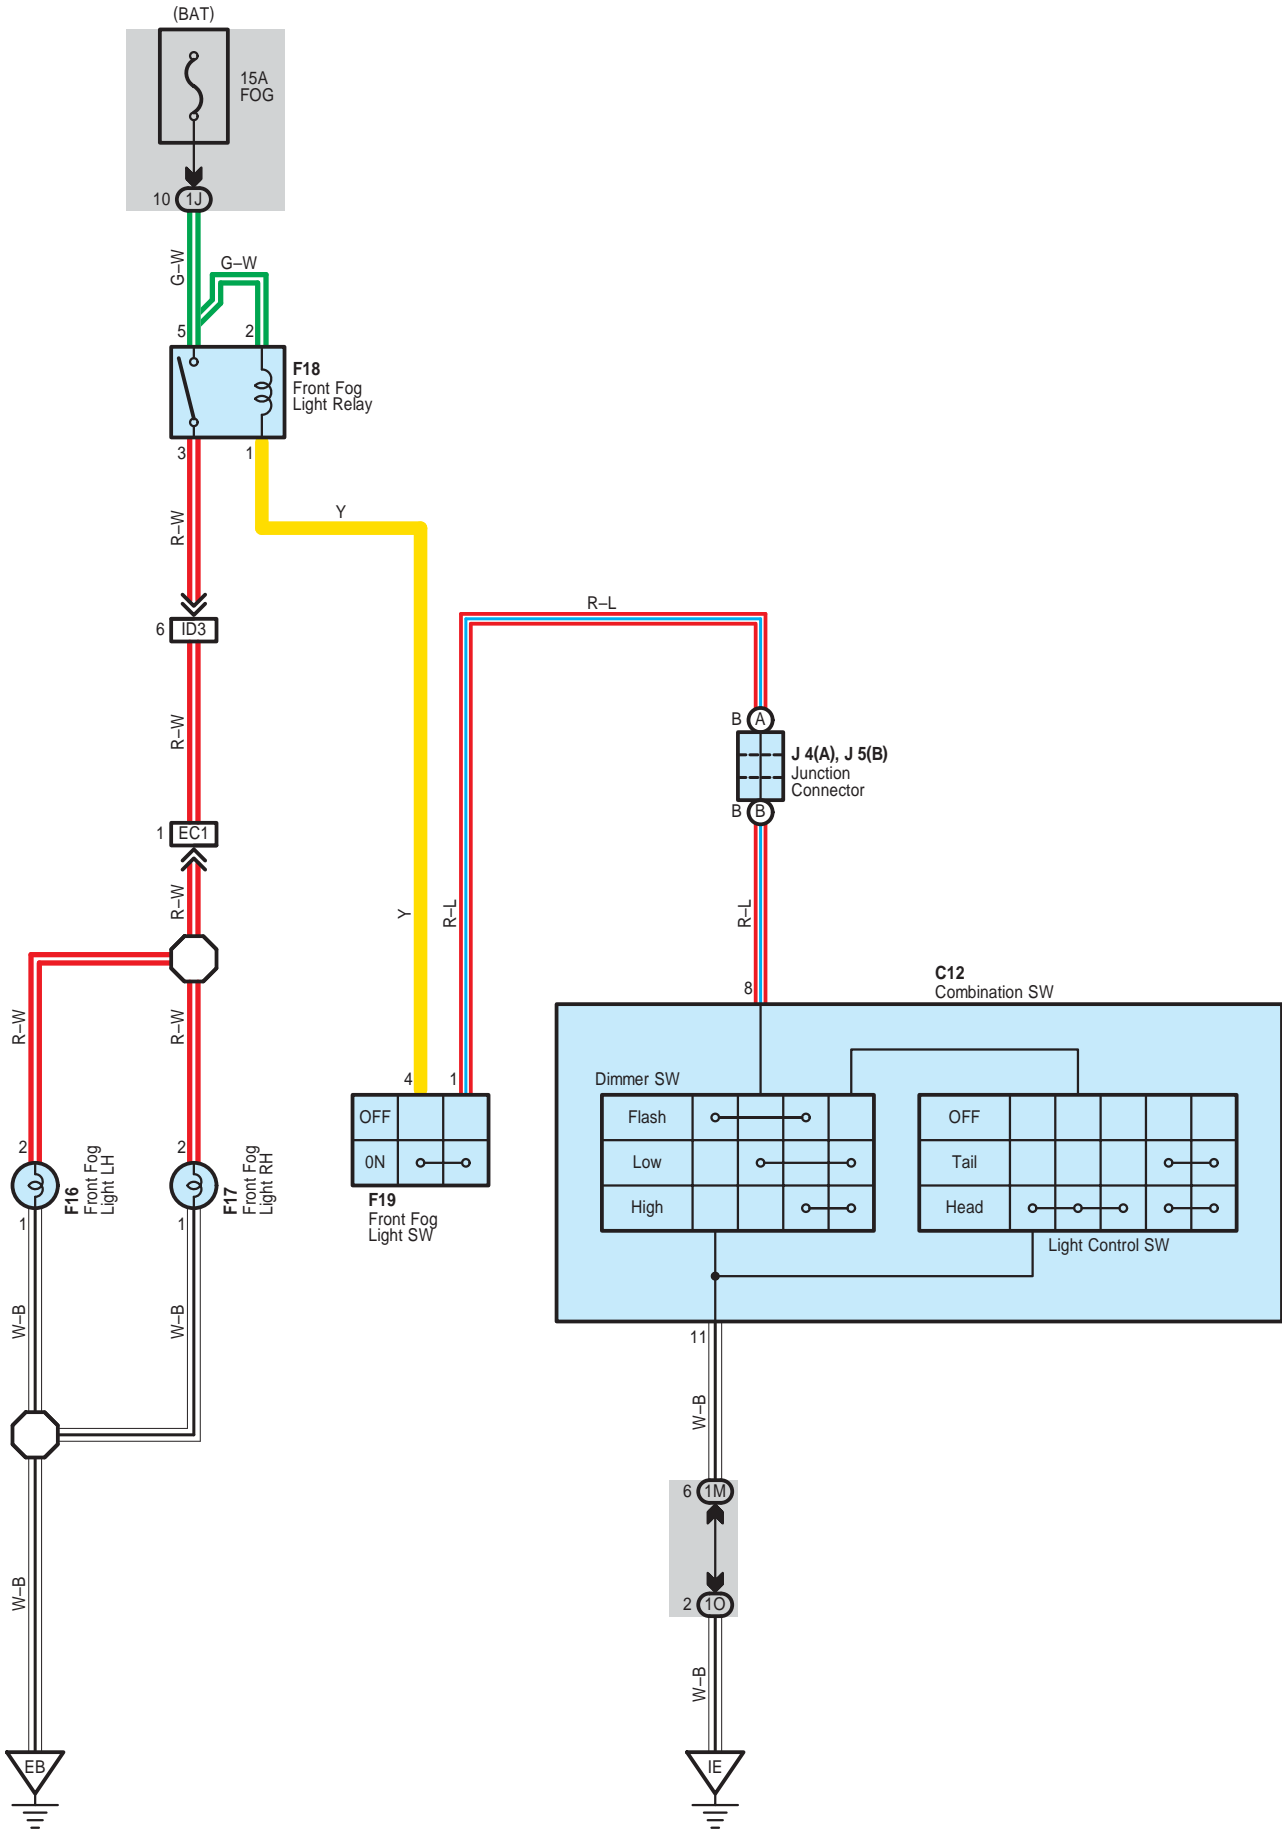 (BAT)
15A
FOG
10 1J
G–W
G–W
5 2
F18
Front Fog
Light Relay
3 1
R–W
Y
R–L
6 ID3
R–W
B A
J 4(A), J 5(B)
Junction
Connector
B B
1 EC1
R–W
Y
R–L
R–L
C12
Combination SW
8
R–W
R–W
4 1
Dimmer SW
OFF
0N
F19
Front Fog
Light SW
Flash
Low
High
OFF
Tail
Head
Light Control SW
2
F16
Front Fog
Light LH
1
2
F17
Front Fog
Light RH
1
W–B
W–B
11
W–B
6 1M
2 1O
W–B
W–B
EB
IE